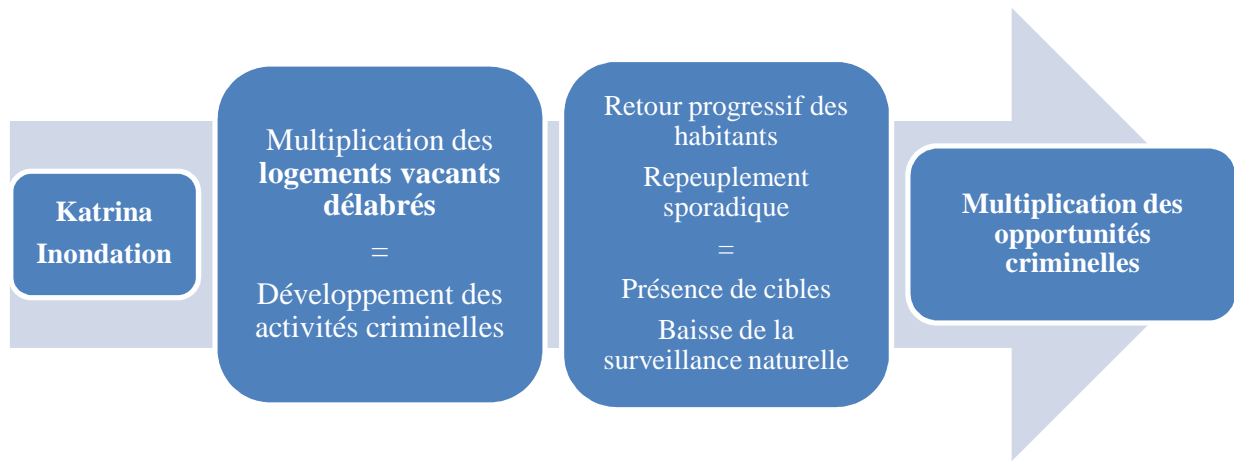 Katrina
Inondation
Multiplication des
logements vacants
délabrés
=
Développement des
activités criminelles
Retour progressif des
habitants
Repeuplement
sporadique
=
Présence de cibles
Baisse de la
surveillance naturelle
Multiplication des
opportunités
criminelles